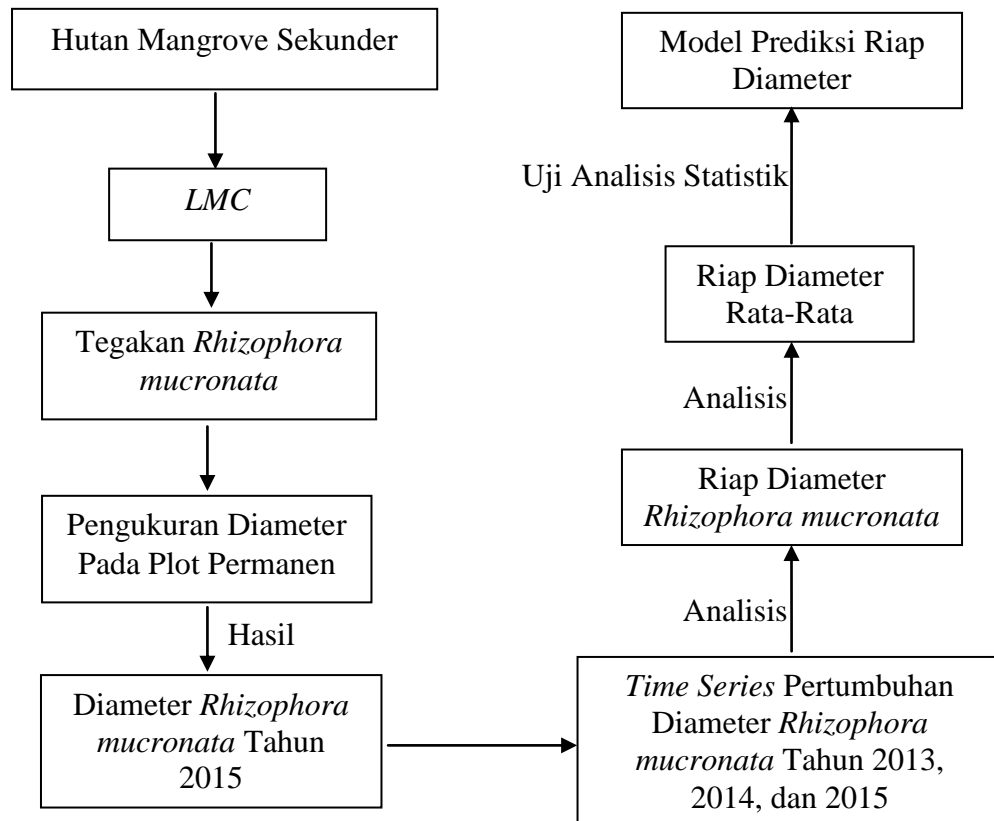 Hutan Mangrove Sekunder
LMC
Tegakan Rhizophora
mucronata
Pengukuran Diameter
Pada Plot Permanen
Hasil
Diameter Rhizophora
mucronata Tahun
2015
Time Series Pertumbuhan
Diameter Rhizophora
mucronata Tahun 2013,
2014, dan 2015
Analisis
Riap Diameter
Rhizophora mucronata
Analisis
Riap Diameter
Rata-Rata
Uji Analisis Statistik
Model Prediksi Riap
Diameter